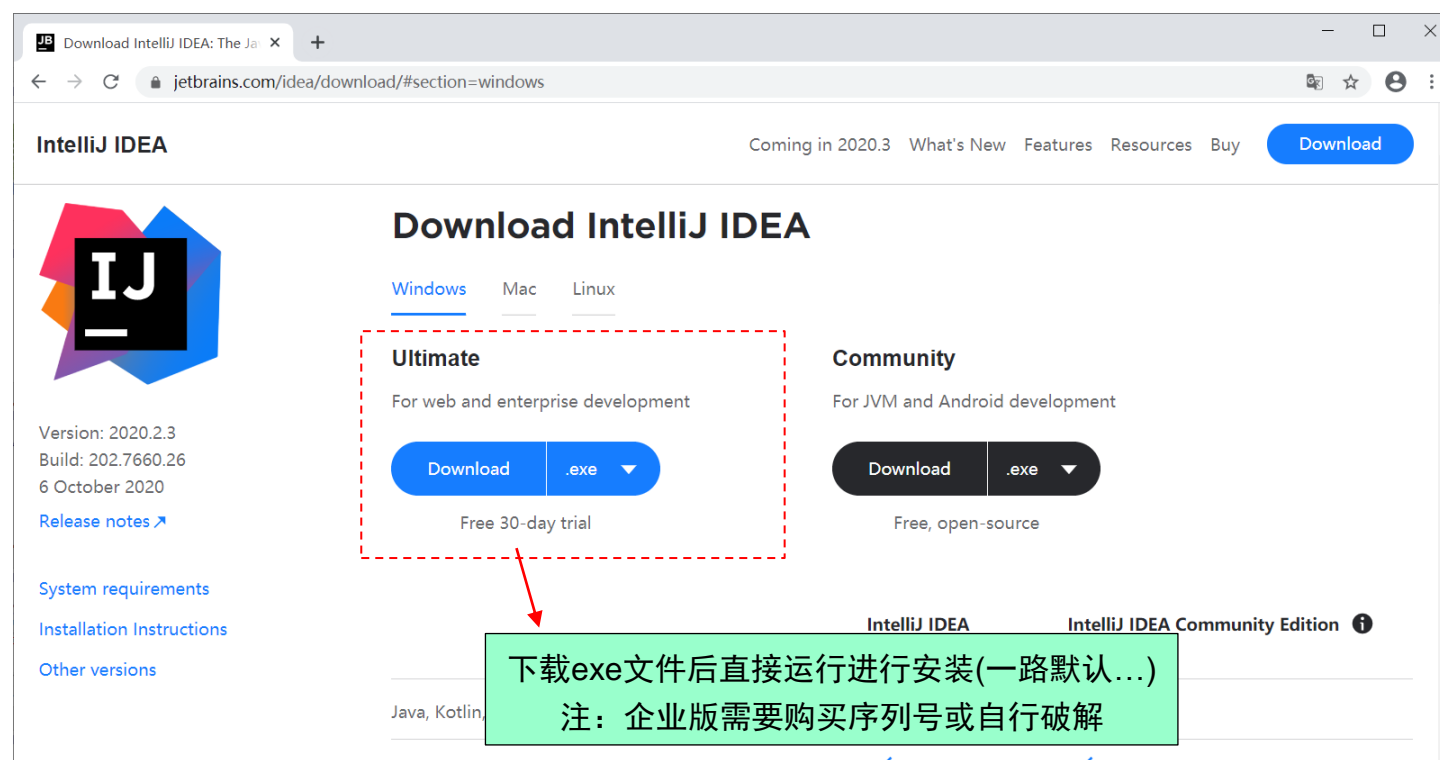 JB
Download IntelliJ IDEA: The Ja
jetbrains.com/idea/download/#section=windows
IntelliJ IDEA
Coming in 2020.3 What's New Features Resources Buy Download
IJ
Download IntelliJ IDEA
Windows Mac Linux
Ultimate
For web and enterprise development
Download .exe
Free 30-day trial
Community
For JVM and Android development
Download .exe
Free, open-source
Version: 2020.2.3
Build: 202.7660.26
6 October 2020
Release notes
System requirements
Installation Instructions
Other versions
IntelliJ IDEA IntelliJ IDEA Community Edition
下载exe文件后直接运行进行安装(一路默认…)
注：企业版需要购买序列号或自行破解
Java, Kotlin,